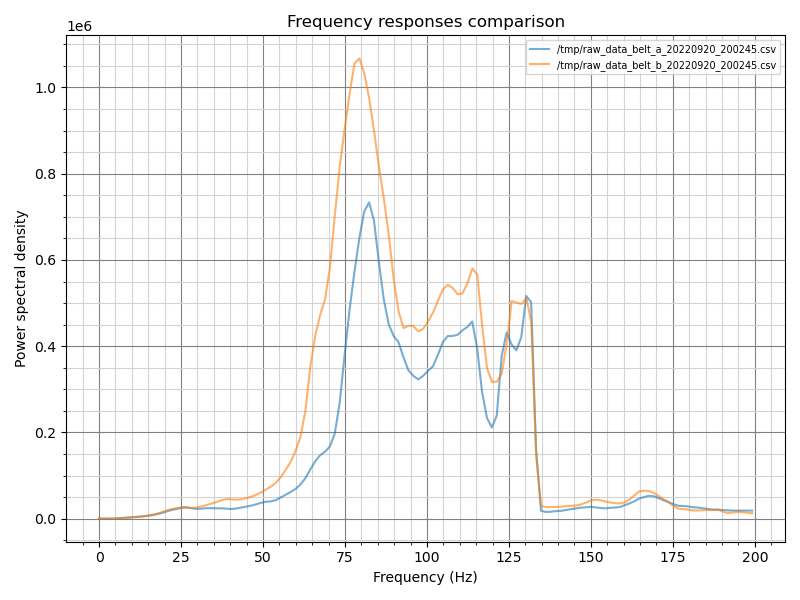 Frequency responses comparison
1e6
/tmp/raw_data_belt_a_20220920_200245.csv
/tmp/raw_data_belt_b_20220920_200245.csv
1.0
0.8
0.6
0.4
0.2
0.0
Power spectral density
0 25 50 75 100 125 150 175 200
Frequency (Hz)